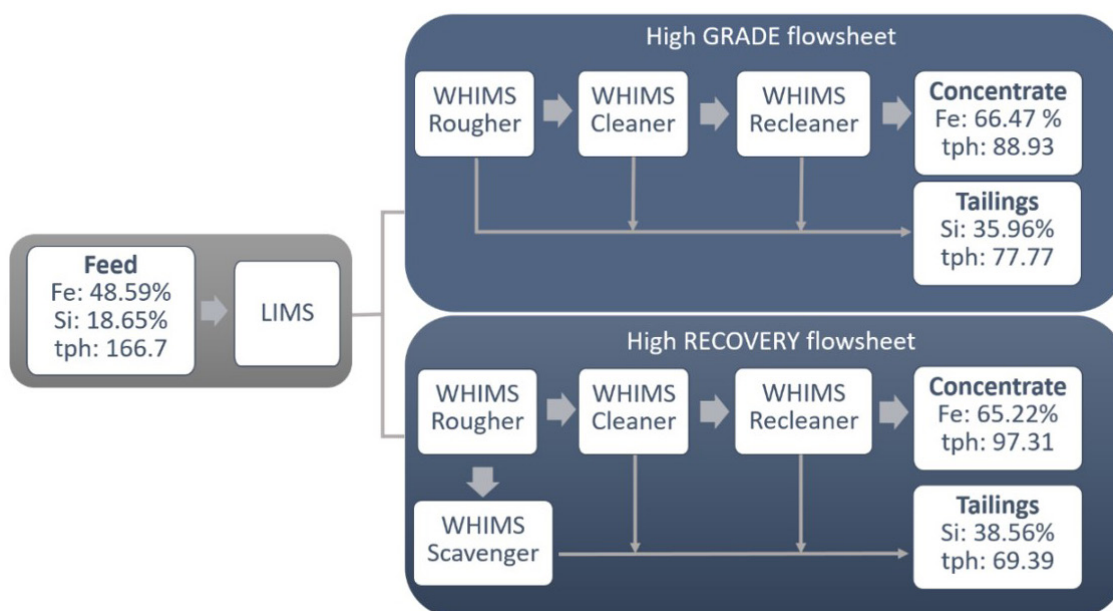 Feed
Fe: 48.59%
Si: 18.65%
tph: 166.7
LIMS
High GRADE flowsheet
WHIMS
Rougher
WHIMS
Cleaner
WHIMS
Recleaner
Concentrate
Fe: 66.47 %
tph: 88.93
Tailings
Si: 35.96%
tph: 77.77
High RECOVERY flowsheet
WHIMS
Rougher
WHIMS
Cleaner
WHIMS
Recleaner
Concentrate
Fe: 65.22%
tph: 97.31
WHIMS
Scavenger
Tailings
Si: 38.56%
tph: 69.39